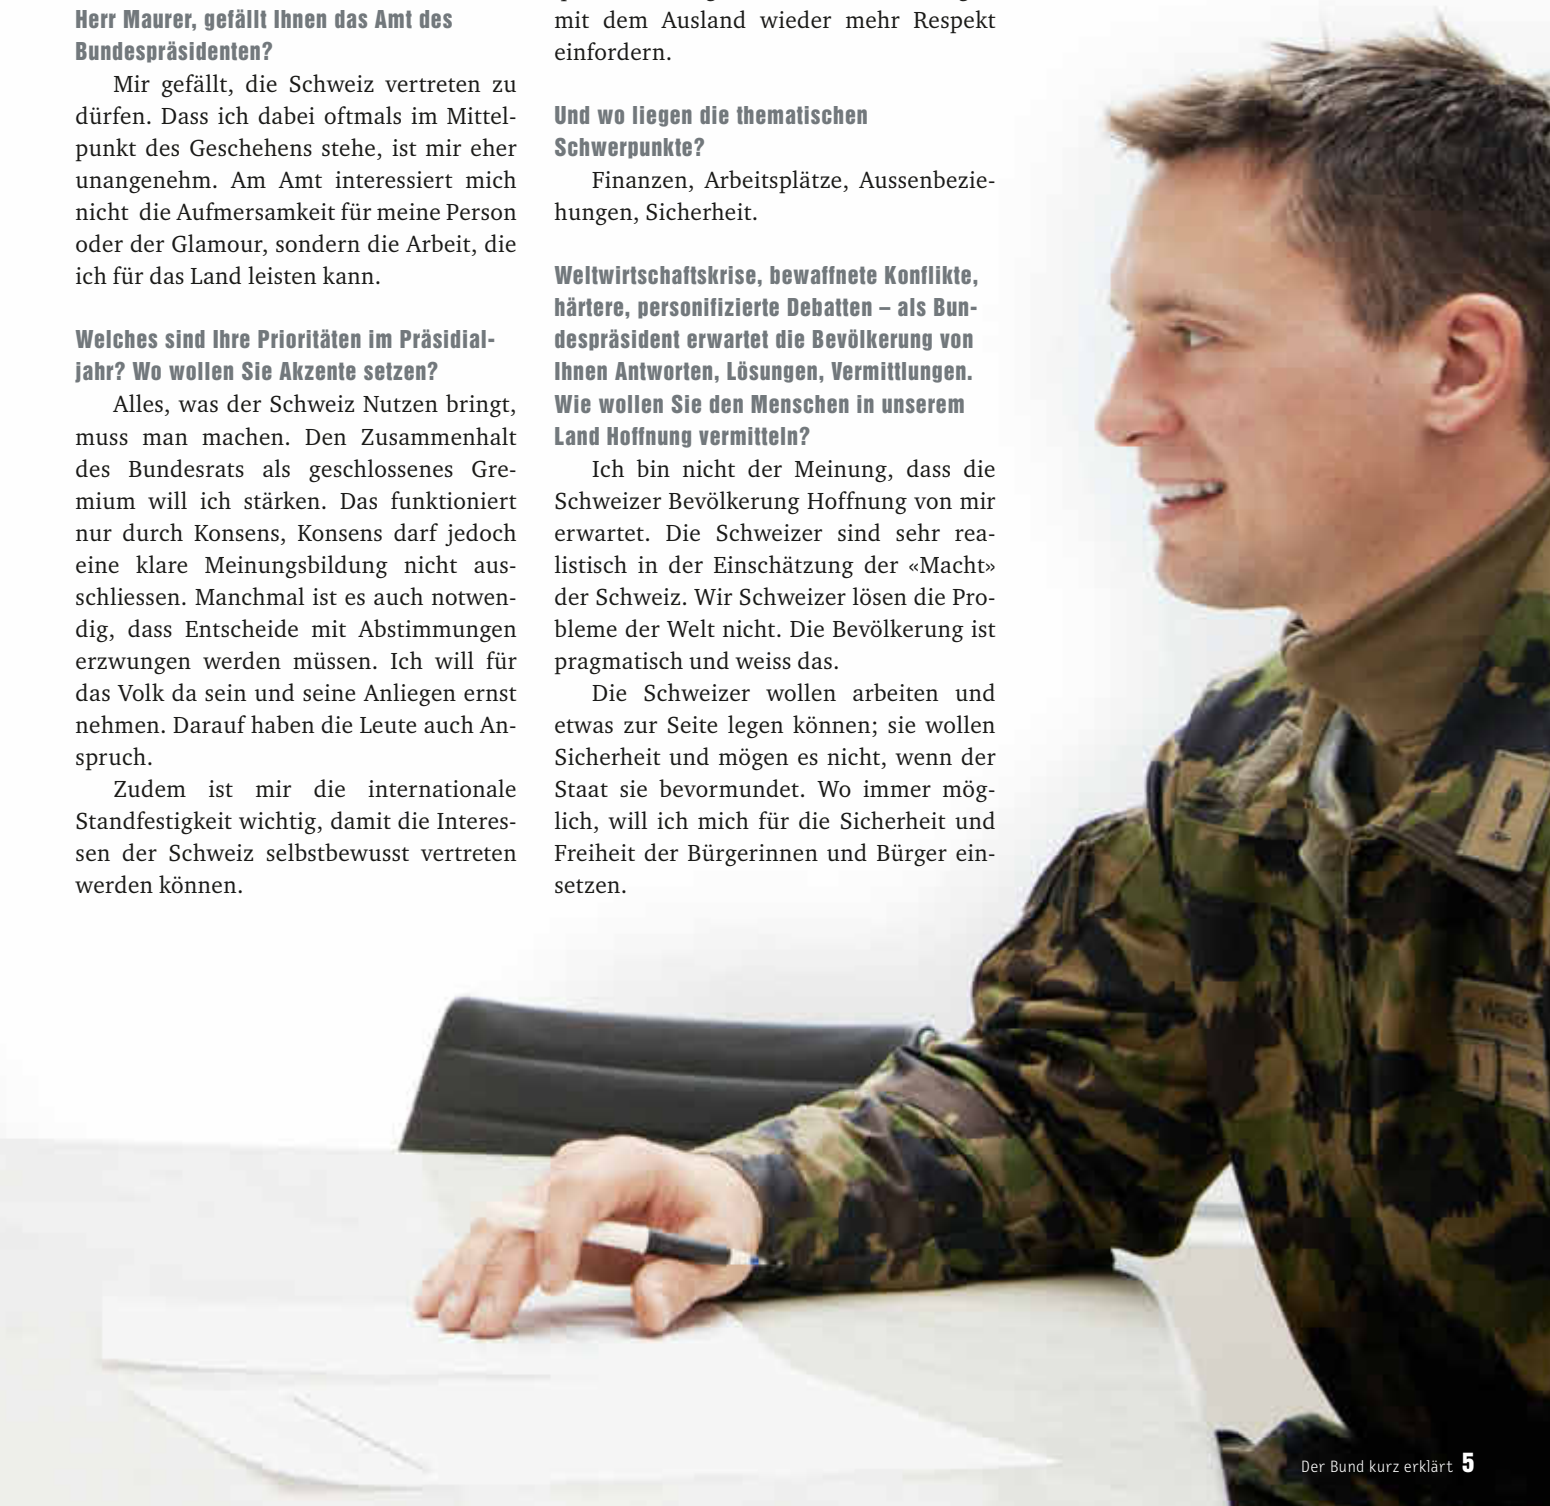 Herr Maurer, gefällt Ihnen das Amt des
Bundespräsidenten?
Mir gefällt, die Schweiz vertreten zu
dürfen. Dass ich dabei oftmals im Mittel-
punkt des Geschehens stehe, ist mir eher
unangenehm. Am Amt interessiert mich
nicht die Aufmersamkeit für meine Person
oder der Glamour, sondern die Arbeit, die
ich für das Land leisten kann.
Welches sind Ihre Prioritäten im Präsidial-
jahr? Wo wollen Sie Akzente setzen?
Alles, was der Schweiz Nutzen bringt,
muss man machen. Den Zusammenhalt
des Bundesrats als geschlossenes Gre-
mium will ich stärken. Das funktioniert
nur durch Konsens, Konsens darf jedoch
eine klare Meinungsbildung nicht aus-
schliessen. Manchmal ist es auch notwen-
dig, dass Entscheide mit Abstimmungen
erzwungen werden müssen. Ich will für
das Volk da sein und seine Anliegen ernst
nehmen. Darauf haben die Leute auch An-
spruch.
Zudem ist mir die internationale
Standfestigkeit wichtig, damit die Interes-
sen der Schweiz selbstbewusst vertreten
werden können.
mit dem Ausland wieder mehr Respekt
einfordern.
Und wo liegen die thematischen
Schwerpunkte?
Finanzen, Arbeitsplätze, Aussenbezie-
hungen, Sicherheit.
Weltwirtschaftskrise, bewaffnete Konflikte,
härtere, personifizierte Debatten – als Bun-
despräsident erwartet die Bevölkerung von
Ihnen Antworten, Lösungen, Vermittlungen.
Wie wollen Sie den Menschen in unserem
Land Hoffnung vermitteln?
Ich bin nicht der Meinung, dass die
Schweizer Bevölkerung Hoffnung von mir
erwartet. Die Schweizer sind sehr rea-
listisch in der Einschätzung der «Macht»
der Schweiz. Wir Schweizer lösen die Pro-
bleme der Welt nicht. Die Bevölkerung ist
pragmatisch und weiss das.
Die Schweizer wollen arbeiten und
etwas zur Seite legen können; sie wollen
Sicherheit und mögen es nicht, wenn der
Staat sie bevormundet. Wo immer mög-
lich, will ich mich für die Sicherheit und
Freiheit der Bürgerinnen und Bürger ein-
setzen.
Der Bund kurz erklärt 5